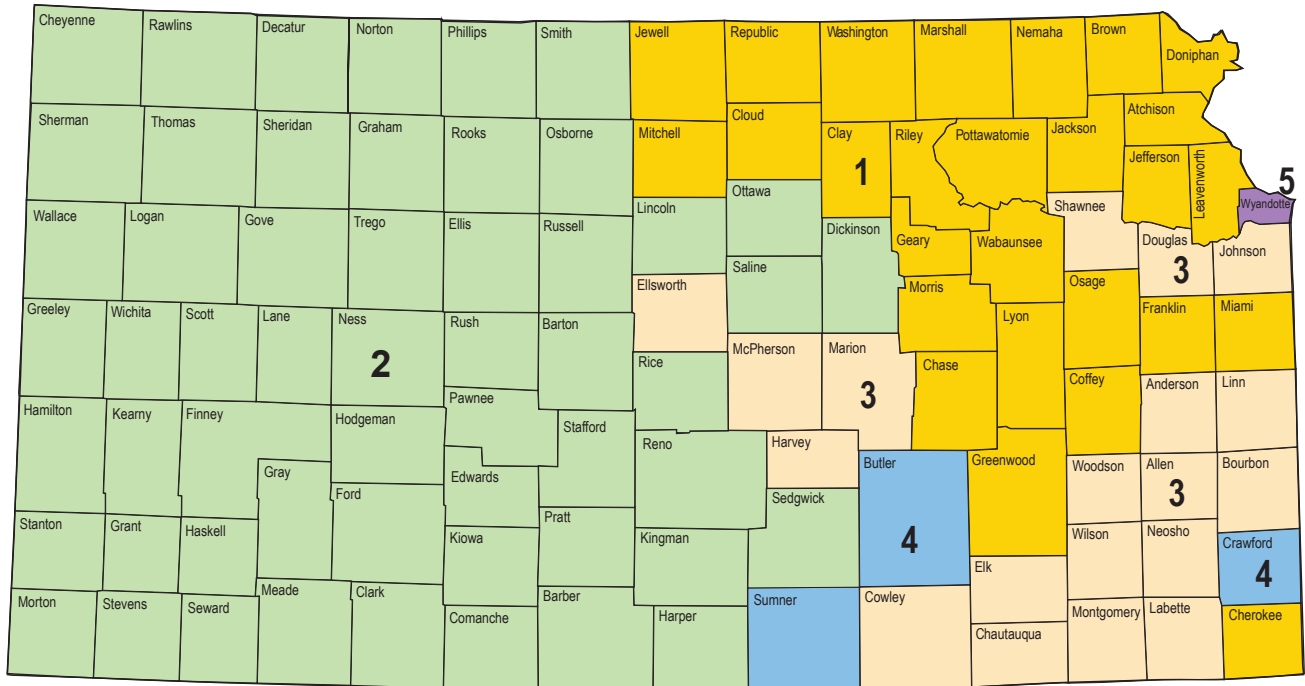 Cheyenne
Rawlins
Decatur
Norton
Phillips
Smith
Jewell
Republic
Washington
Marshall
Nemaha
Brown
Doniphan
Sherman
Thomas
Sheridan
Graham
Rooks
Osborne
Mitchell
Cloud
Clay
1
Riley
Pottawatomie
Jackson
Atchison
Jefferson
Leavenworth
5
Wyandotte
Wallace
Logan
Gove
Trego
Ellis
Russell
Lincoln
Ottawa
Dickinson
Geary
Wabaunsee
Shawnee
Douglas
3
Johnson
Saline
Ellsworth
Morris
Osage
Greeley
Wichita
Scott
Lane
Ness
2
Rush
Barton
Rice
McPherson
Marion
3
Chase
Lyon
Coffey
Franklin
Miami
Anderson
Linn
Hamilton
Kearny
Finney
Hodgeman
Pawnee
Stafford
Reno
Harvey
Butler
4
Greenwood
Woodson
Allen
3
Bourbon
Gray
Ford
Edwards
Sedgwick
Stanton
Grant
Haskell
Kiowa
Pratt
Kingman
Elk
Wilson
Neosho
Crawford
4
Morton
Stevens
Seward
Meade
Clark
Comanche
Barber
Harper
Sumner
Cowley
Chautauqua
Montgomery
Labette
Cherokee